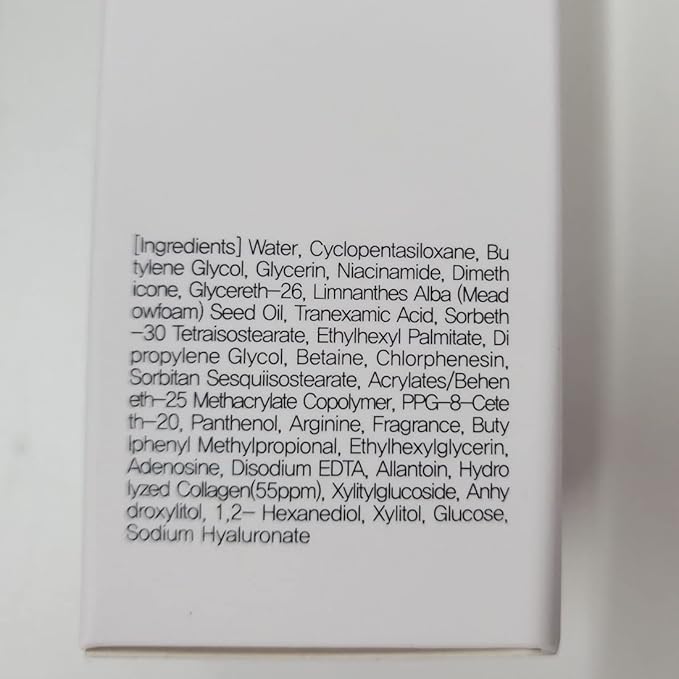 [Ingredients] Water, Cyclopentasiloxane, Bu
tylene Glycol, Glycerin, Niacinamide, Dimeth
icone, Glycereth-26, Limnanthes Alba (Mead
owfoam) Seed Oil, Tranexamic Acid, Sorbeth
-30 Tetraisostearate, Ethylhexyl Palmitate, Di
propylene Glycol, Betaine, Chlorphenesin,
Sorbitan Sesquiisostearate, Acrylates/Behen
eth-25 Methacrylate Copolymer, PPG-8-Cete
th-20, Panthenol, Arginine, Fragrance, Buty
lphenyl Methylpropional, Ethylhexylglycerin,
Adenosine, Disodium EDTA, Allantoin, Hydro
lyzed Collagen(55ppm), Xylitylglucoside, Anhy
droxylitol, 1,2- Hexanediol, Xylitol, Glucose,
Sodium Hyaluronate